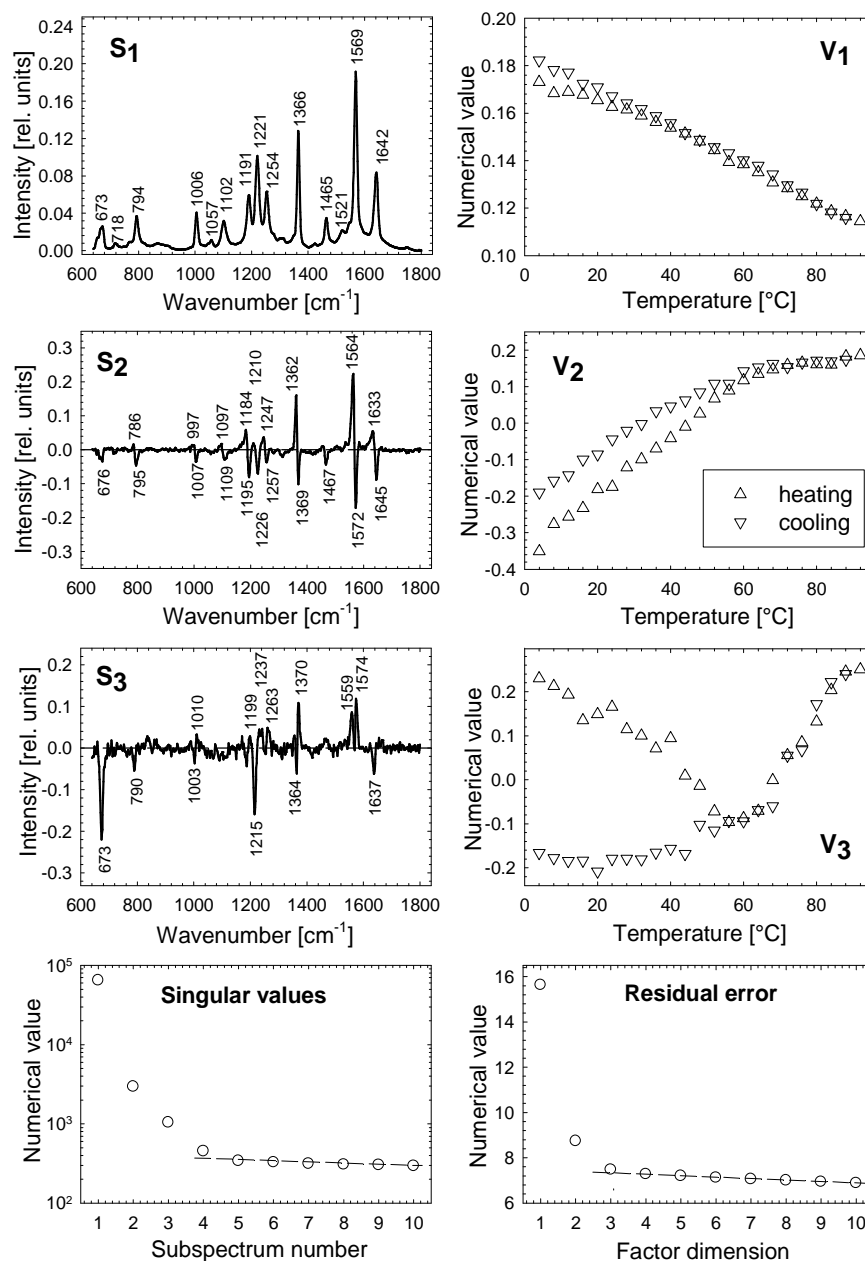 S1
Intensity [rel. units]
0.24
0.20
0.16
0.12
0.08
0.04
0.00
673
718
794
1006
1057
1102
1191
1221
1254
1366
1465
1521
1569
1642
600 800 1000 1200 1400 1600 1800
Wavenumber [cm-1]
V1
Numerical value
0.20
0.18
0.16
0.14
0.12
0.10
0 20 40 60 80
Temperature [°C]
S2
Intensity [rel. units]
0.3
0.2
0.1
0.0
-0.1
-0.2
-0.3
786
997
1097
1184
1210
1247
1362
1564
1633
676
795
1007
1109
1195
1226
1257
1369
1467
1572
1645
600 800 1000 1200 1400 1600 1800
Wavenumber [cm-1]
V2
Numerical value
0.2
0.1
0.0
-0.1
-0.2
-0.3
-0.4
heating
cooling
0 20 40 60 80
Temperature [°C]
S3
Intensity [rel. units]
0.2
0.1
0.0
-0.1
-0.2
-0.3
1010
1199
1237
1263
1370
1559
1574
673
790
1003
1215
1364
1637
600 800 1000 1200 1400 1600 1800
Wavenumber [cm-1]
V3
Numerical value
0.2
0.1
0.0
-0.1
-0.2
0 20 40 60 80
Temperature [°C]
Singular values
Numerical value
105
104
103
102
1 2 3 4 5 6 7 8 9 10
Subspectrum number
Residual error
Numerical value
16
14
12
10
8
6
1 2 3 4 5 6 7 8 9 10
Factor dimension